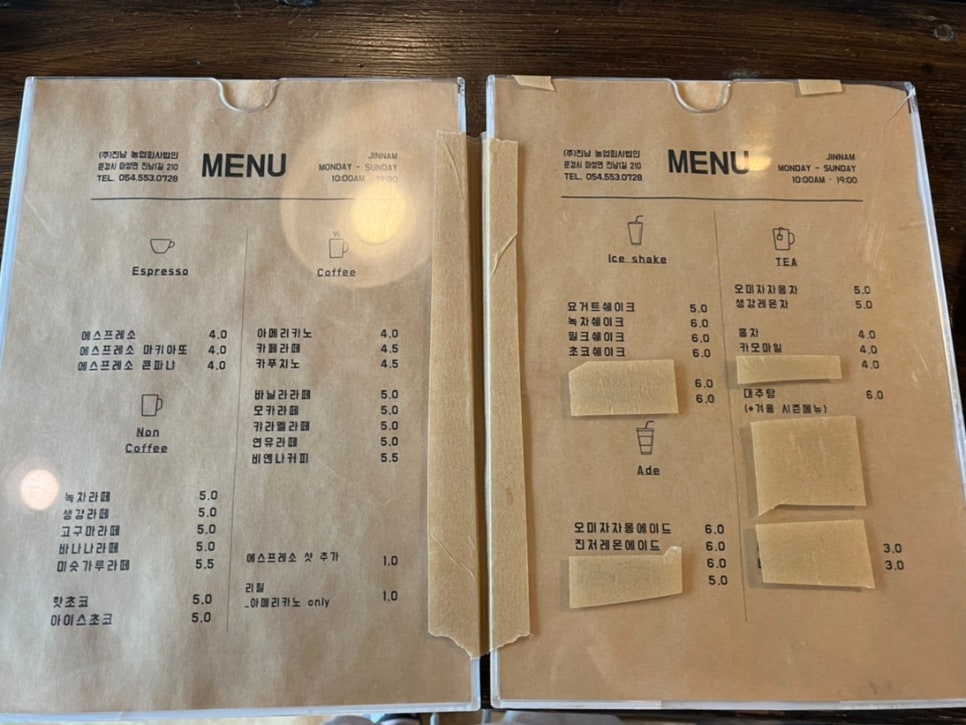 (주)진남 농업회사법인
문경시 마성면 진남1길 210
TEL. 054.553.0728
MENU
JINNAM
MONDAY - SUNDAY
10:00AM - 19:00
Espresso
에스프레소 4.0
에스프레소 마키아또 4.0
에스프레소 콘파냐 4.0
Non
Coffee
녹차라떼 5.0
생강라떼 5.0
고구마라떼 5.0
바나나라떼 5.0
미숫가루라떼 5.5
핫초코 5.0
아이스초코 5.0
Coffee
아메리카노 4.0
카페라떼 4.5
카푸치노 4.5
바닐라라떼 5.0
모카라떼 5.0
캬라멜라떼 5.0
연유라떼 5.0
비엔나커피 5.5
에스프레소 샷 추가 1.0
리필
_아메리카노 only 1.0
(주)진남 농업회사법인
문경시 마성면 진남1길 210
TEL. 054.553.0728
MENU
JINNAM
MONDAY - SUNDAY
10:00AM - 19:00
Ice shake
요거트쉐이크 5.0
녹차쉐이크 6.0
밀크쉐이크 6.0
초코쉐이크 6.0
6.0
6.0
Ade
오미자자몽에이드 6.0
진저레몬에이드 6.0
6.0
5.0
TEA
오미자자몽차 5.0
생강레몬차 5.0
홍차 4.0
카모마일 4.0
4.0
대추탕 6.0
(*겨울 시즌메뉴)
3.0
3.0